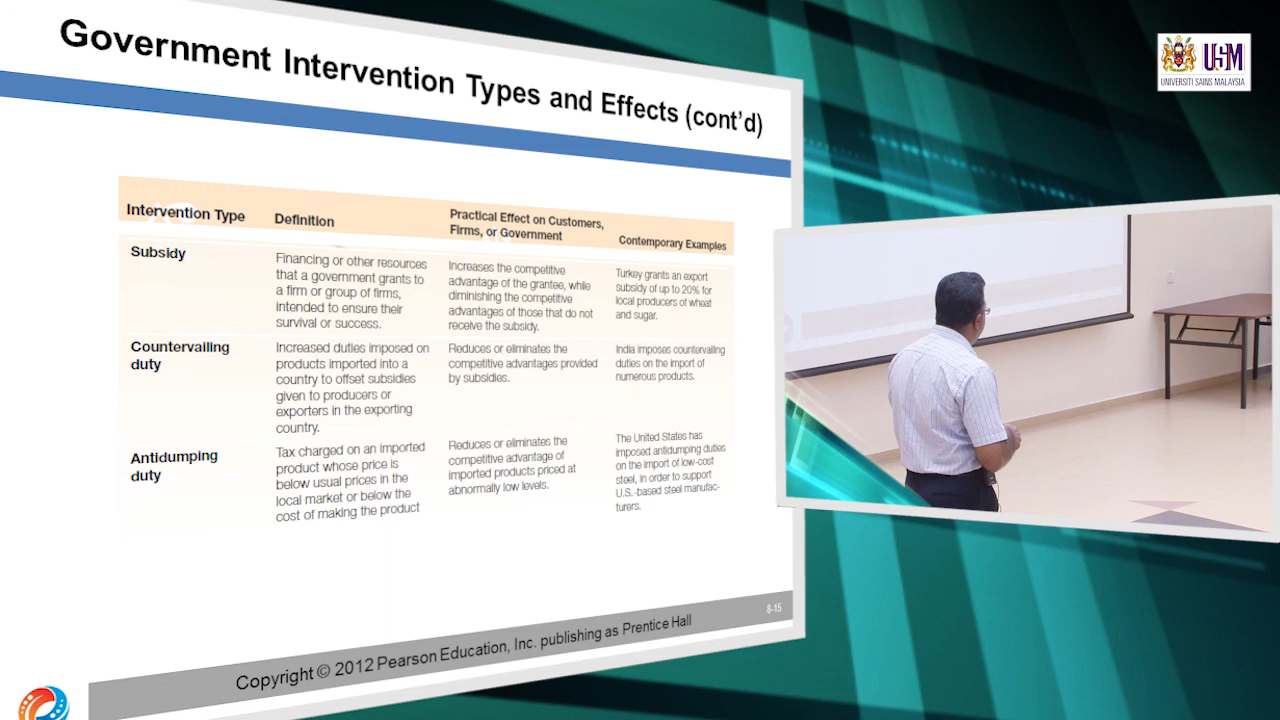 Government Intervention Types and Effects (cont'd)
USM
UNIVERSITI SAINS MALAYSIA
Intervention Type
Definition
Practical Effect on Customers,
Firms, or Government
Contemporary Examples
Subsidy
Financing or other resources
that a government grants to
a firm or group of firms,
intended to ensure their
survival or success.
Increases the competitive
advantage of the grantee, while
diminishing the competitive
advantages of those that do not
receive the subsidy.
Turkey grants an export
subsidy of up to 20% for
local producers of wheat
and sugar.
Countervailing
duty
Increased duties imposed on
products imported into a
country to offset subsidies
given to producers or
exporters in the exporting
country.
Reduces or eliminates the
competitive advantages provided
by subsidies.
India imposes countervailing
duties on the import of
numerous products.
Antidumping
duty
Tax charged on an imported
product whose price is
below usual prices in the
local market or below the
cost of making the product
Reduces or eliminates the
competitive advantage of
imported products priced at
abnormally low levels.
The United States has
imposed antidumping duties
on the import of low-cost
steel, in order to support
U.S.-based steel manufac-
turers.
8-15
Copyright © 2012 Pearson Education, Inc. publishing as Prentice Hall